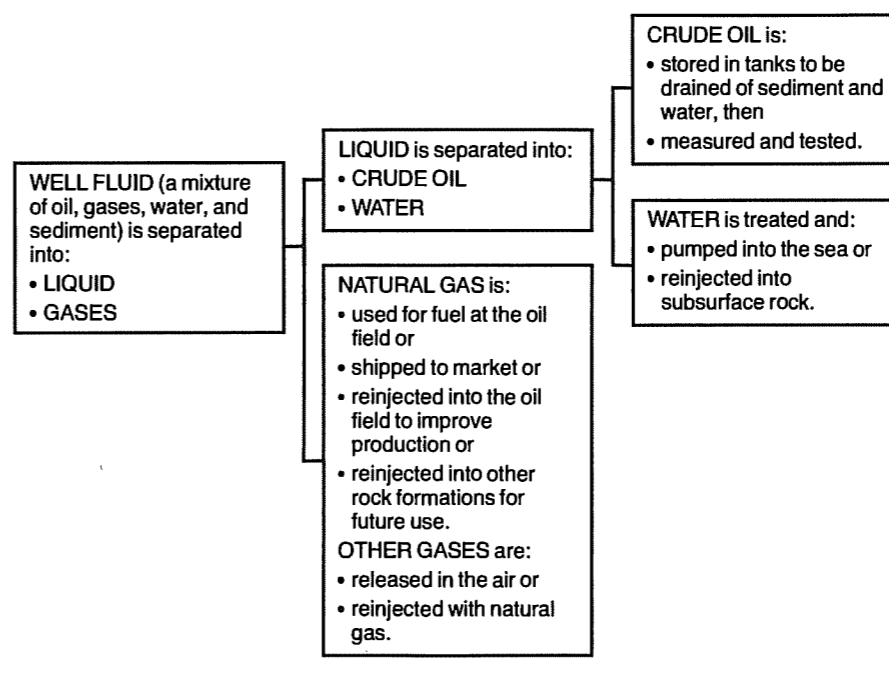 WELL FLUID (a mixture
of oil, gases, water, and
sediment) is separated
into:
• LIQUID
• GASES
LIQUID is separated into:
• CRUDE OIL
• WATER
NATURAL GAS is:
• used for fuel at the oil
field or
• shipped to market or
• reinjected into the oil
field to improve
production or
• reinjected into other
rock formations for
future use.
OTHER GASES are:
• released in the air or
• reinjected with natural
gas.
CRUDE OIL is:
• stored in tanks to be
drained of sediment and
water, then
• measured and tested.
WATER is treated and:
• pumped into the sea or
• reinjected into
subsurface rock.